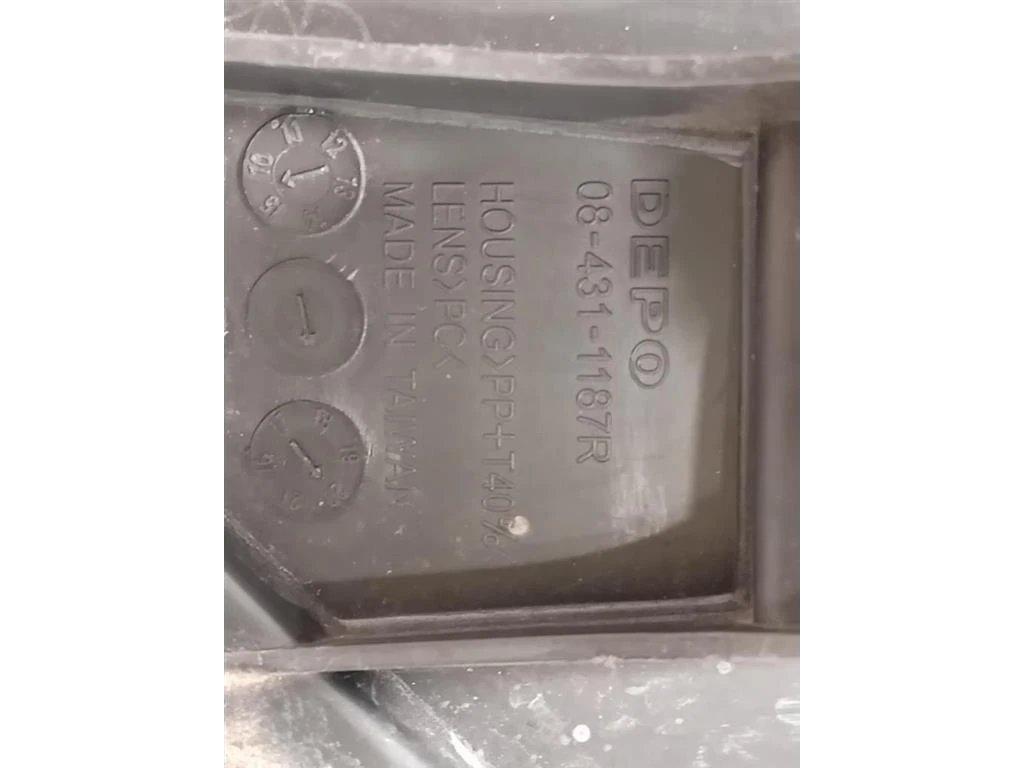 DEPO
08-431-1187R
HOUSING>PP+T40%
LENS>PC<
MADE IN TAIWAN